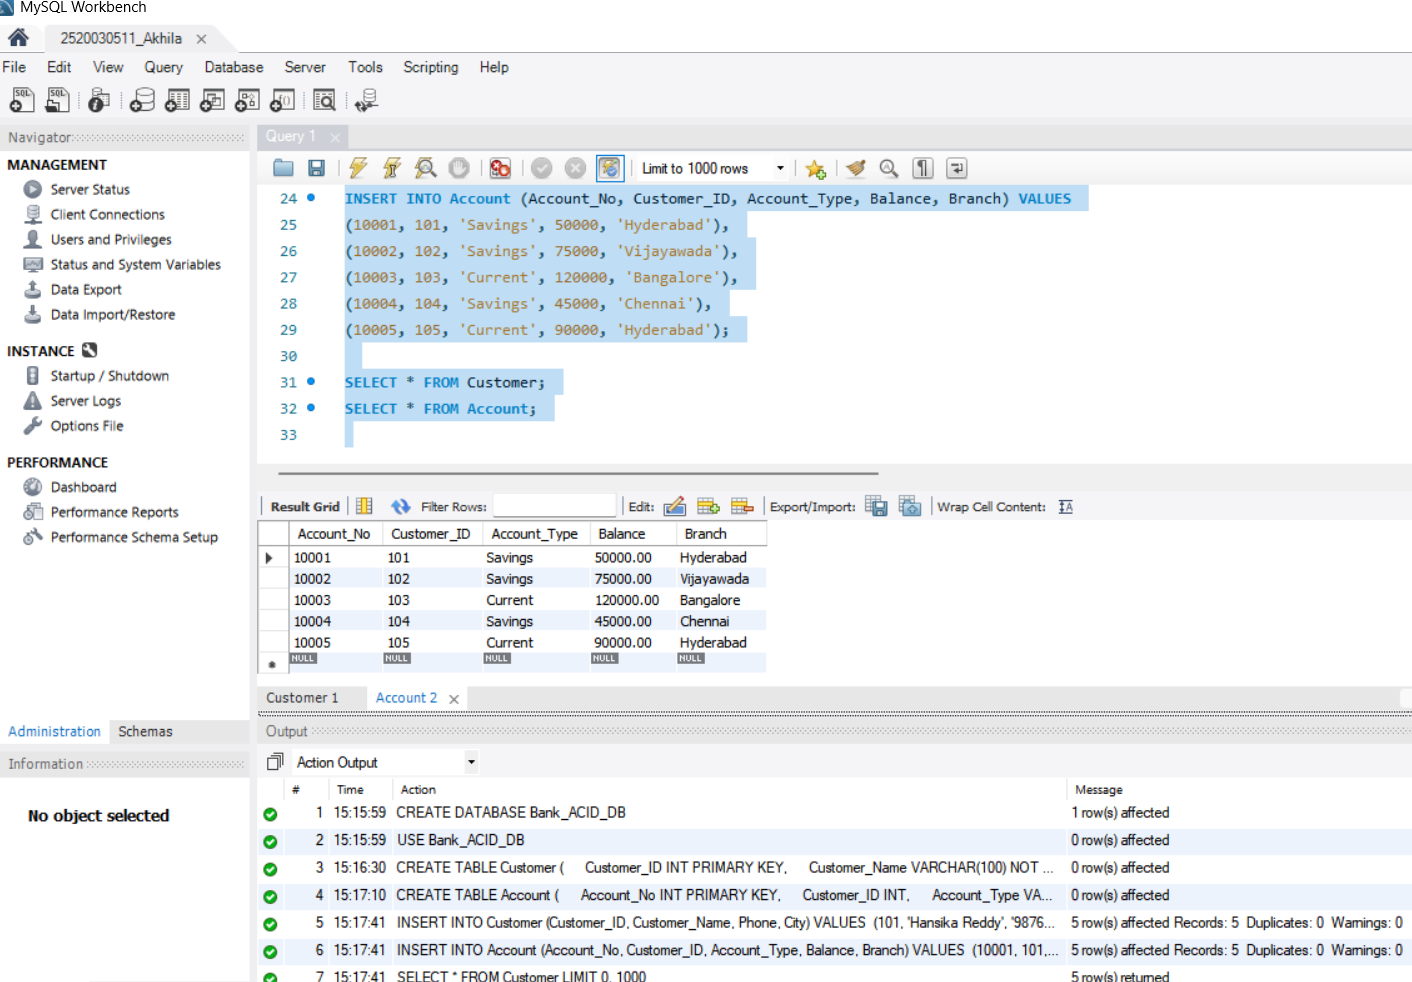 MySQL Workbench
2520030511_Akhila
File Edit View Query Database Server Tools Scripting Help
Navigator
MANAGEMENT
Server Status
Client Connections
Users and Privileges
Status and System Variables
Data Export
Data Import/Restore
INSTANCE
Startup / Shutdown
Server Logs
Options File
PERFORMANCE
Dashboard
Performance Reports
Performance Schema Setup
Administration Schemas
Information
No object selected
Query 1
Limit to 1000 rows
24 INSERT INTO Account (Account_No, Customer_ID, Account_Type, Balance, Branch) VALUES
25 (10001, 101, 'Savings', 50000, 'Hyderabad'),
26 (10002, 102, 'Savings', 75000, 'Vijayawada'),
27 (10003, 103, 'Current', 120000, 'Bangalore'),
28 (10004, 104, 'Savings', 45000, 'Chennai'),
29 (10005, 105, 'Current', 90000, 'Hyderabad');
30
31 SELECT * FROM Customer;
32 SELECT * FROM Account;
33
Result Grid Filter Rows: Edit: Export/Import: Wrap Cell Content:
Account_No Customer_ID Account_Type Balance Branch
10001 101 Savings 50000.00 Hyderabad
10002 102 Savings 75000.00 Vijayawada
10003 103 Current 120000.00 Bangalore
10004 104 Savings 45000.00 Chennai
10005 105 Current 90000.00 Hyderabad
NULL NULL NULL NULL NULL
Customer 1 Account 2
Output
Action Output
# Time Action Message
1 15:15:59 CREATE DATABASE Bank_ACID_DB 1 row(s) affected
2 15:15:59 USE Bank_ACID_DB 0 row(s) affected
3 15:16:30 CREATE TABLE Customer ( Customer_ID INT PRIMARY KEY, Customer_Name VARCHAR(100) NOT ... 0 row(s) affected
4 15:17:10 CREATE TABLE Account ( Account_No INT PRIMARY KEY, Customer_ID INT, Account_Type VA... 0 row(s) affected
5 15:17:41 INSERT INTO Customer (Customer_ID, Customer_Name, Phone, City) VALUES (101, 'Hansika Reddy', '9876... 5 row(s) affected Records: 5 Duplicates: 0 Warnings: 0
6 15:17:41 INSERT INTO Account (Account_No, Customer_ID, Account_Type, Balance, Branch) VALUES (10001, 101,... 5 row(s) affected Records: 5 Duplicates: 0 Warnings: 0
7 15:17:41 SELECT * FROM Customer LIMIT 0, 1000 5 row(s) returned